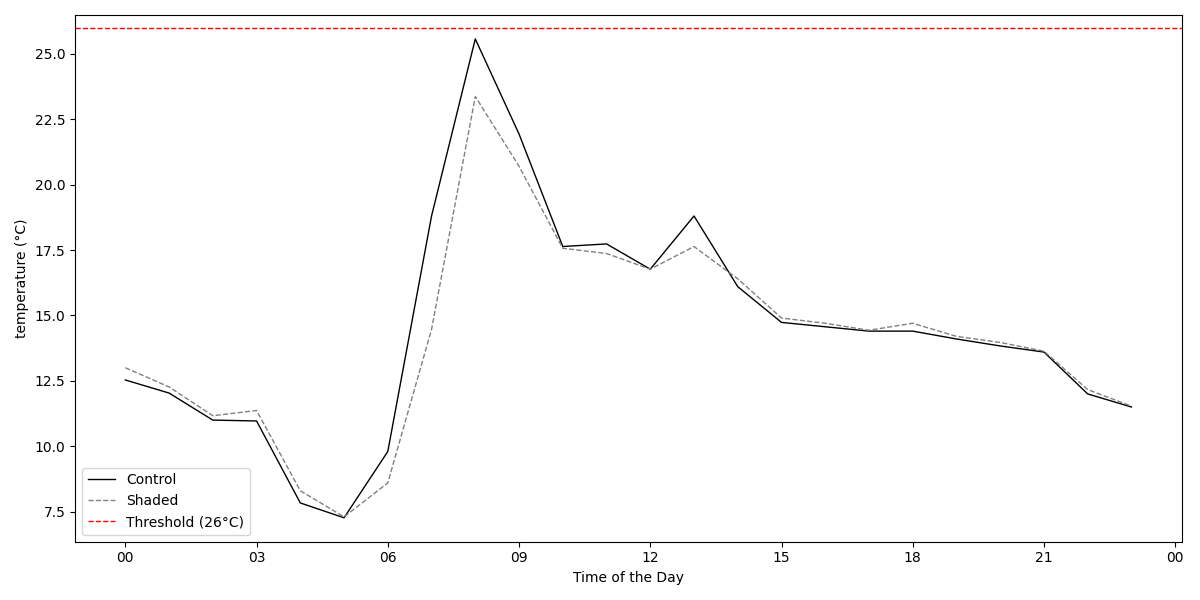 25.0
22.5
20.0
17.5
15.0
12.5
10.0
7.5
temperature (°C)
Control
Shaded
Threshold (26°C)
00 03 06 09 12 15 18 21 00
Time of the Day